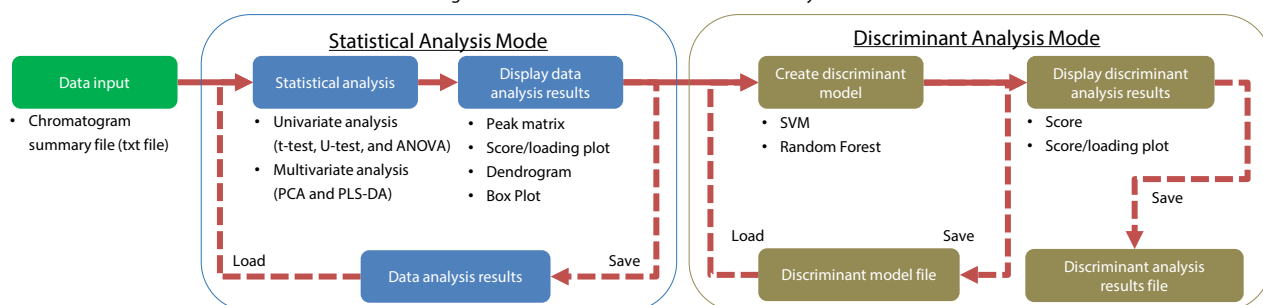 Statistical Analysis Mode
Discriminant Analysis Mode
Data input
• Chromatogram
summary file (txt file)
Statistical analysis
• Univariate analysis
(t-test, U-test, and ANOVA)
• Multivariate analysis
(PCA and PLS-DA)
Display data
analysis results
• Peak matrix
• Score/loading plot
• Dendrogram
• Box Plot
Load
Data analysis results
Save
Create discriminant
model
• SVM
• Random Forest
Display discriminant
analysis results
• Score
• Score/loading plot
Save
Load
Discriminant model file
Save
Discriminant analysis
results file